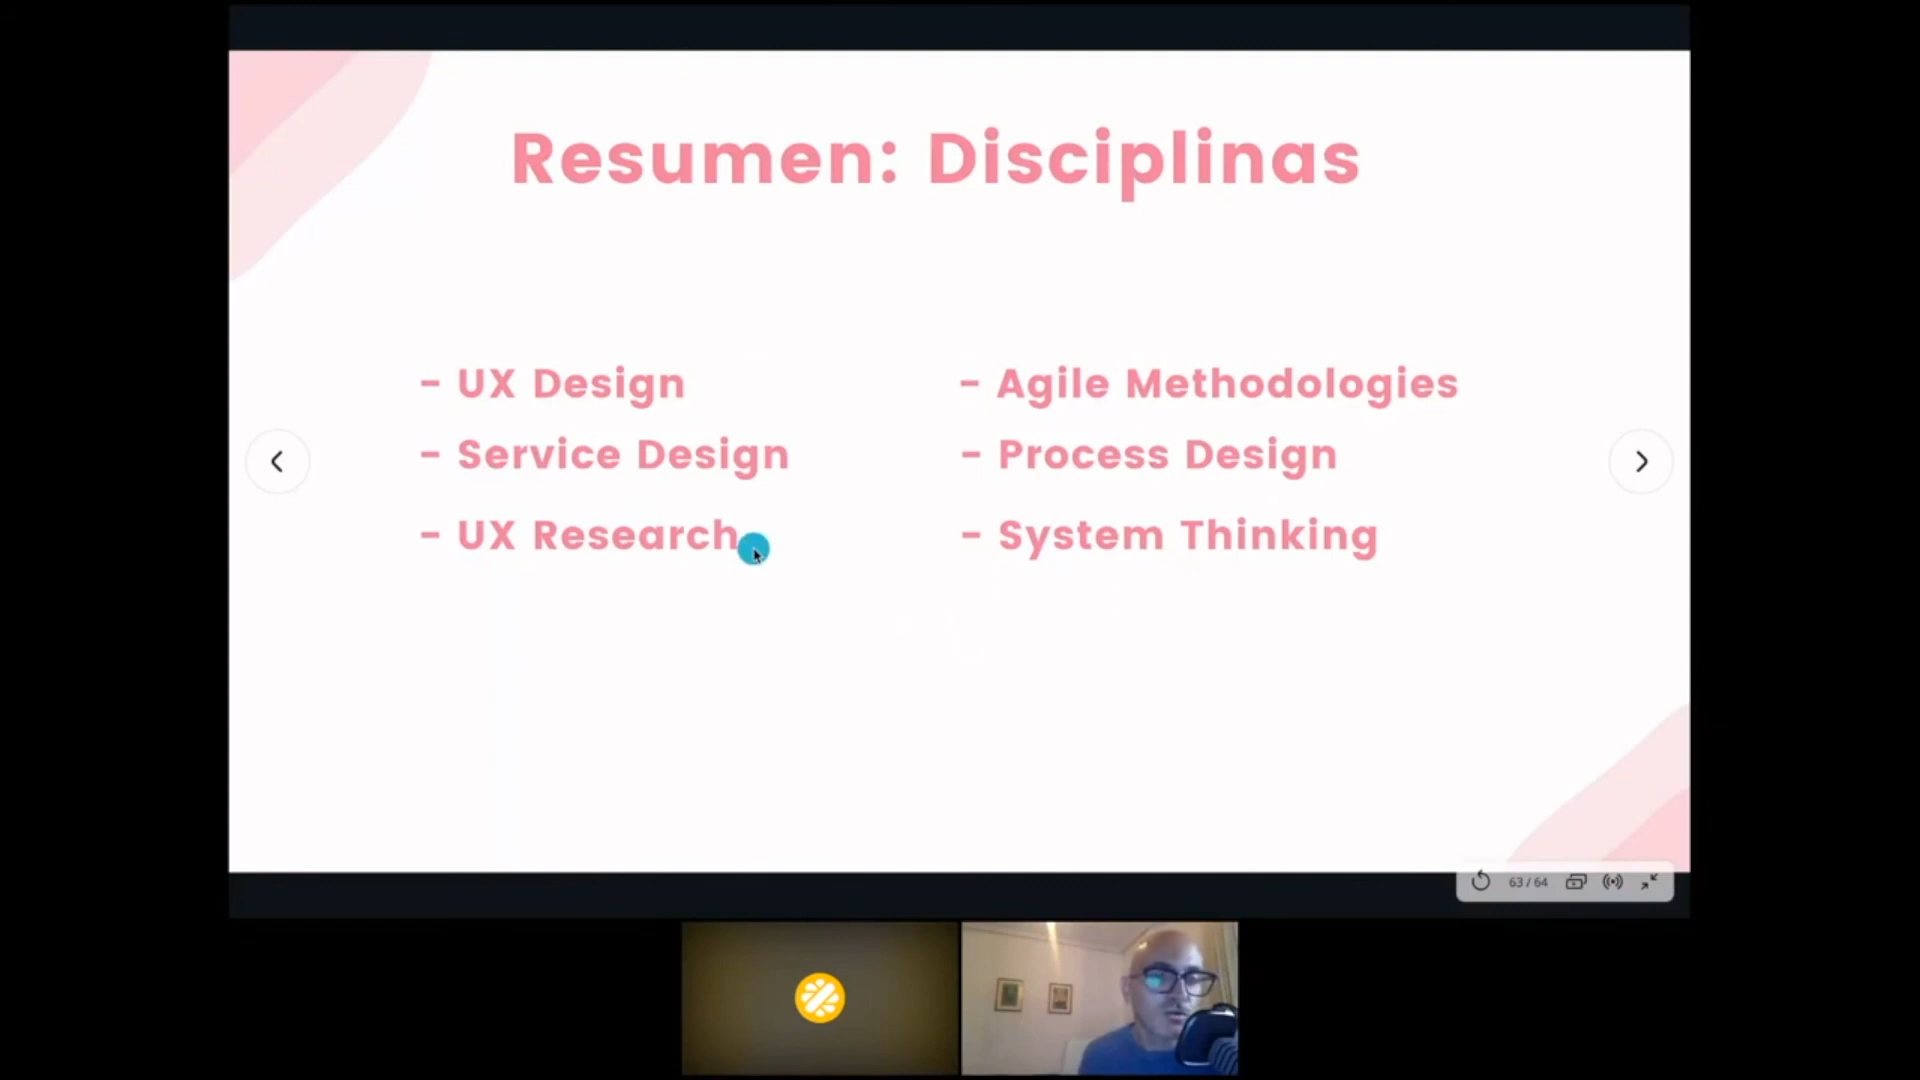 Resumen: Disciplinas
- UX Design
- Service Design
- UX Research
- Agile Methodologies
- Process Design
- System Thinking
63 / 64